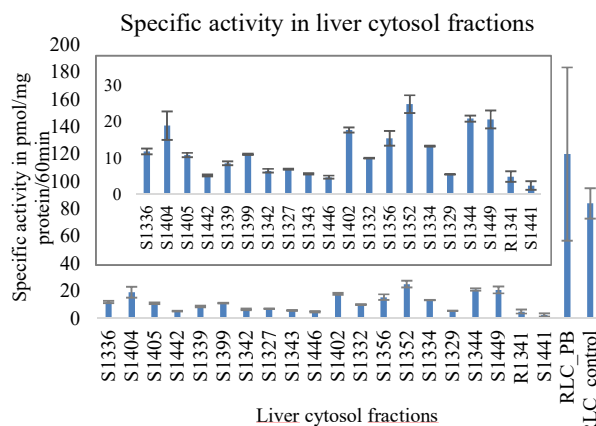 Specific activity in liver cytosol fractions
Specific activity in pmol/mg
protein/60min
200
180
160
140
120
100
80
60
40
20
0
30
20
10
0
S1336
S1404
S1405
S1442
S1339
S1399
S1342
S1327
S1343
S1446
S1402
S1332
S1356
S1352
S1334
S1329
S1344
S1449
R1341
S1441
S1336
S1404
S1405
S1442
S1339
S1399
S1342
S1327
S1343
S1446
S1402
S1332
S1356
S1352
S1334
S1329
S1344
S1449
R1341
S1441
RLC_PB
RLC_control
Liver cytosol fractions